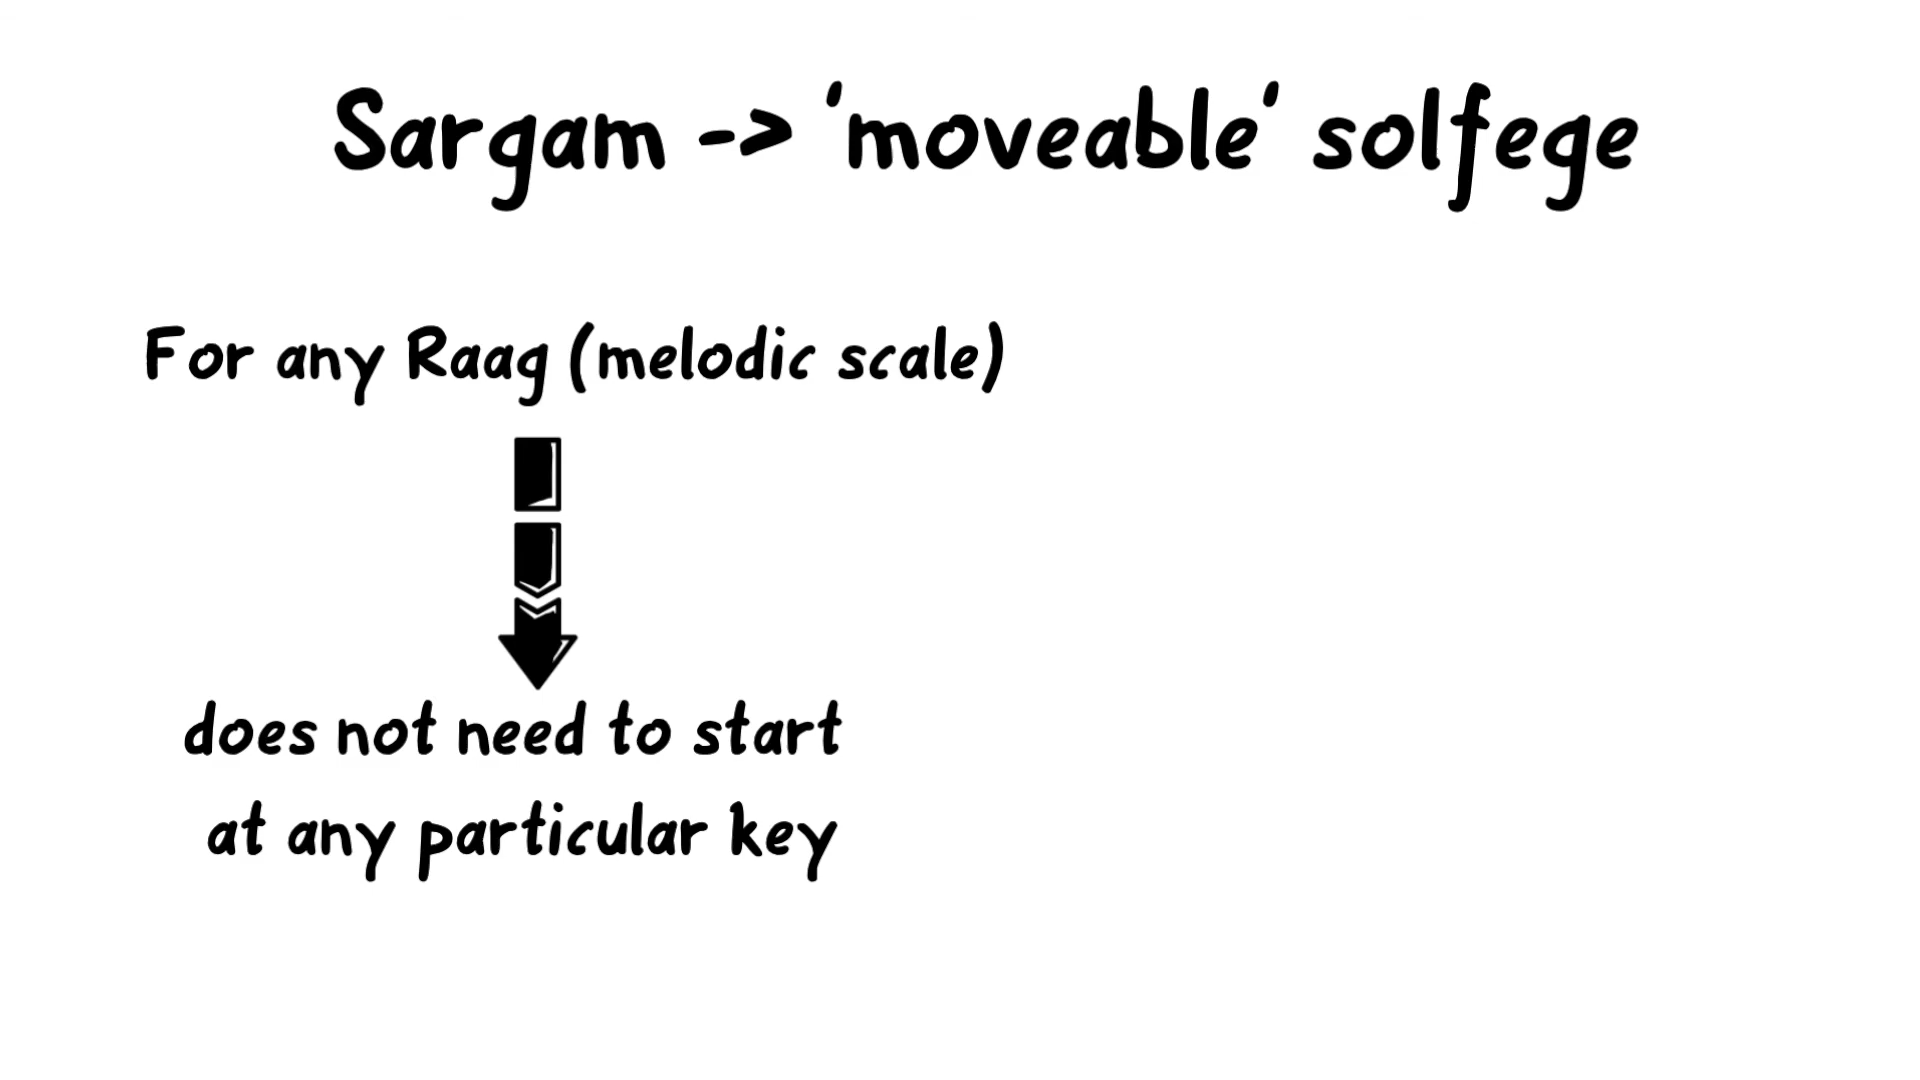 Sargam -> 'moveable' solfege
For any Raag (melodic scale)
does not need to start
at any particular key